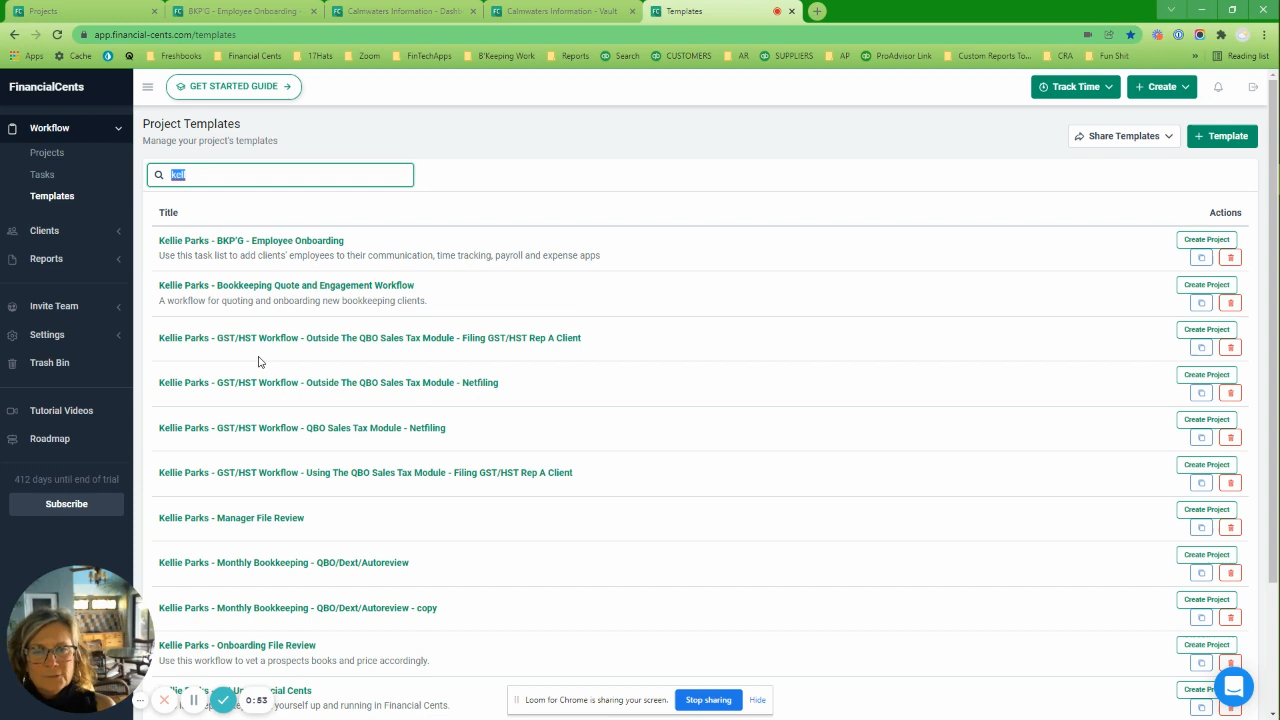 Projects
BKP'G - Employee Onboarding -
Calmwaters Information - Dashb
Calmwaters Information - Vault
Templates
app.financial-cents.com/templates
Apps
Cache
Freshbooks
Financial Cents
17Hats
Zoom
FinTechApps
B'Keeping Work
Reports
Search
CUSTOMERS
AR
SUPPLIERS
AP
ProAdvisor Link
Custom Reports To...
CRA
Fun Shit
Reading list
FinancialCents
GET STARTED GUIDE
Track Time
+ Create
Workflow
Projects
Tasks
Templates
Clients
Reports
Invite Team
Settings
Trash Bin
Tutorial Videos
Roadmap
412 days until end of trial
Subscribe
Project Templates
Manage your project's templates
Share Templates
+ Template
kell
Title
Actions
Kellie Parks - BKP'G - Employee Onboarding
Use this task list to add clients' employees to their communication, time tracking, payroll and expense apps
Create Project
Kellie Parks - Bookkeeping Quote and Engagement Workflow
A workflow for quoting and onboarding new bookkeeping clients.
Create Project
Kellie Parks - GST/HST Workflow - Outside The QBO Sales Tax Module - Filing GST/HST Rep A Client
Create Project
Kellie Parks - GST/HST Workflow - Outside The QBO Sales Tax Module - Netfiling
Create Project
Kellie Parks - GST/HST Workflow - QBO Sales Tax Module - Netfiling
Create Project
Kellie Parks - GST/HST Workflow - Using The QBO Sales Tax Module - Filing GST/HST Rep A Client
Create Project
Kellie Parks - Manager File Review
Create Project
Kellie Parks - Monthly Bookkeeping - QBO/Dext/Autoreview
Create Project
Kellie Parks - Monthly Bookkeeping - QBO/Dext/Autoreview - copy
Create Project
Kellie Parks - Onboarding File Review
Use this workflow to vet a prospects books and price accordingly.
Create Project
yourself up and running in Financial Cents.
0:53
Loom for Chrome is sharing your screen.
Stop sharing
Hide